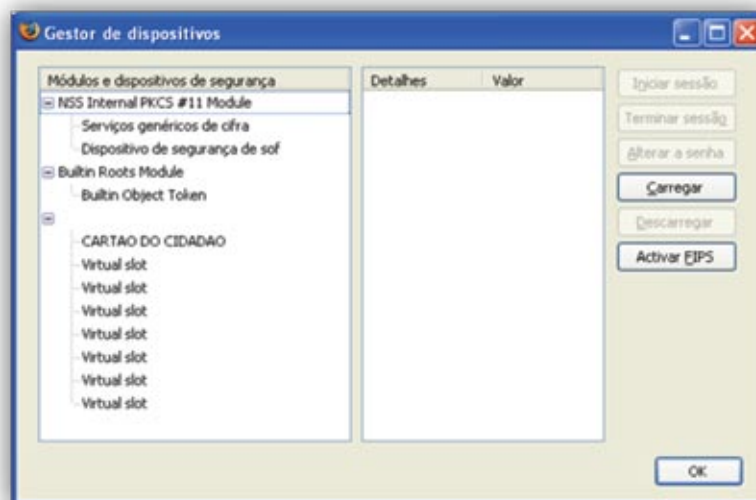 Gestor de dispositivos
Módulos e dispositivos de segurança
Detalhes Valor
NSS Internal PKCS #11 Module
Serviços genéricos de cifra
Dispositivo de segurança de sof
Builtin Roots Module
Builtin Object Token
CARTAO DO CIDADAO
Virtual slot
Virtual slot
Virtual slot
Virtual slot
Virtual slot
Virtual slot
Virtual slot
Iniciar sessão
Terminar sessão
Alterar a senha
Carregar
Descarregar
Activar FIPS
OK